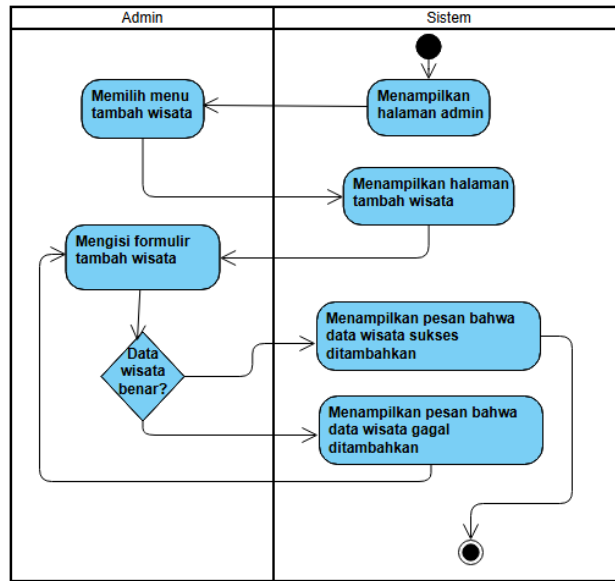 Admin
Sistem
Menampilkan
halaman admin
Memilih menu
tambah wisata
Menampilkan halaman
tambah wisata
Mengisi formulir
tambah wisata
Data
wisata
benar?
Menampilkan pesan bahwa
data wisata sukses
ditambahkan
Menampilkan pesan bahwa
data wisata gagal
ditambahkan